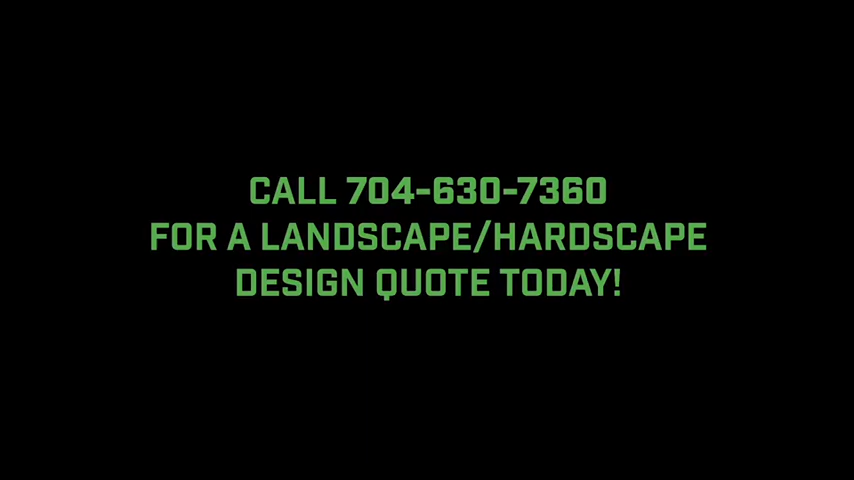 CALL 704-630-7360
FOR A LANDSCAPE/HARDSCAPE
DESIGN QUOTE TODAY!